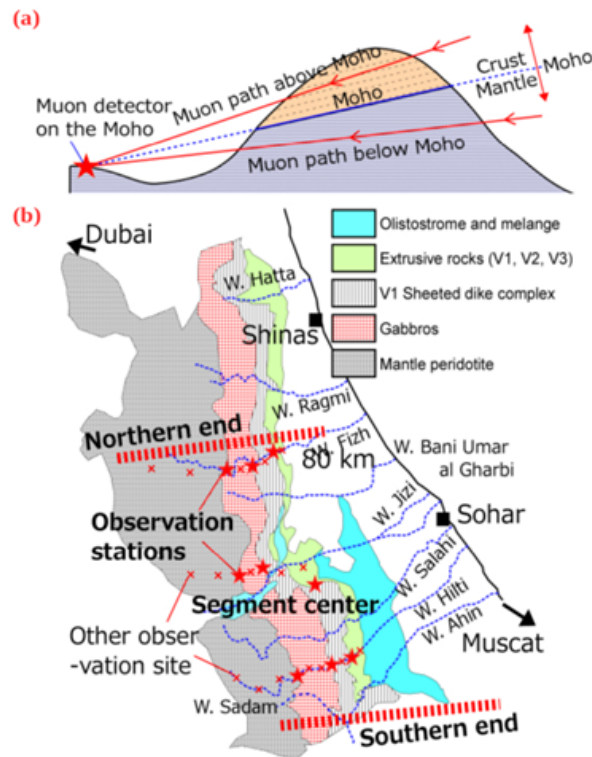 (a)
Muon detector
on the Moho
Muon path above Moho
Moho
Crust
Mantle
Moho
Muon path below Moho
(b)
Dubai
W. Hatta
Shinas
Olistostrome and melange
Extrusive rocks (V1, V2, V3)
V1 Sheeted dike complex
Gabbros
Mantle peridotite
W. Ragmi
Northern end
W. Fizh
80 km
W. Bani Umar
al Gharbi
W. Jizi
Observation
stations
Sohar
W. Salahi
Segment center
W. Hilti
W. Ahin
Other obser
-vation site
Muscat
W. Sadam
Southern end